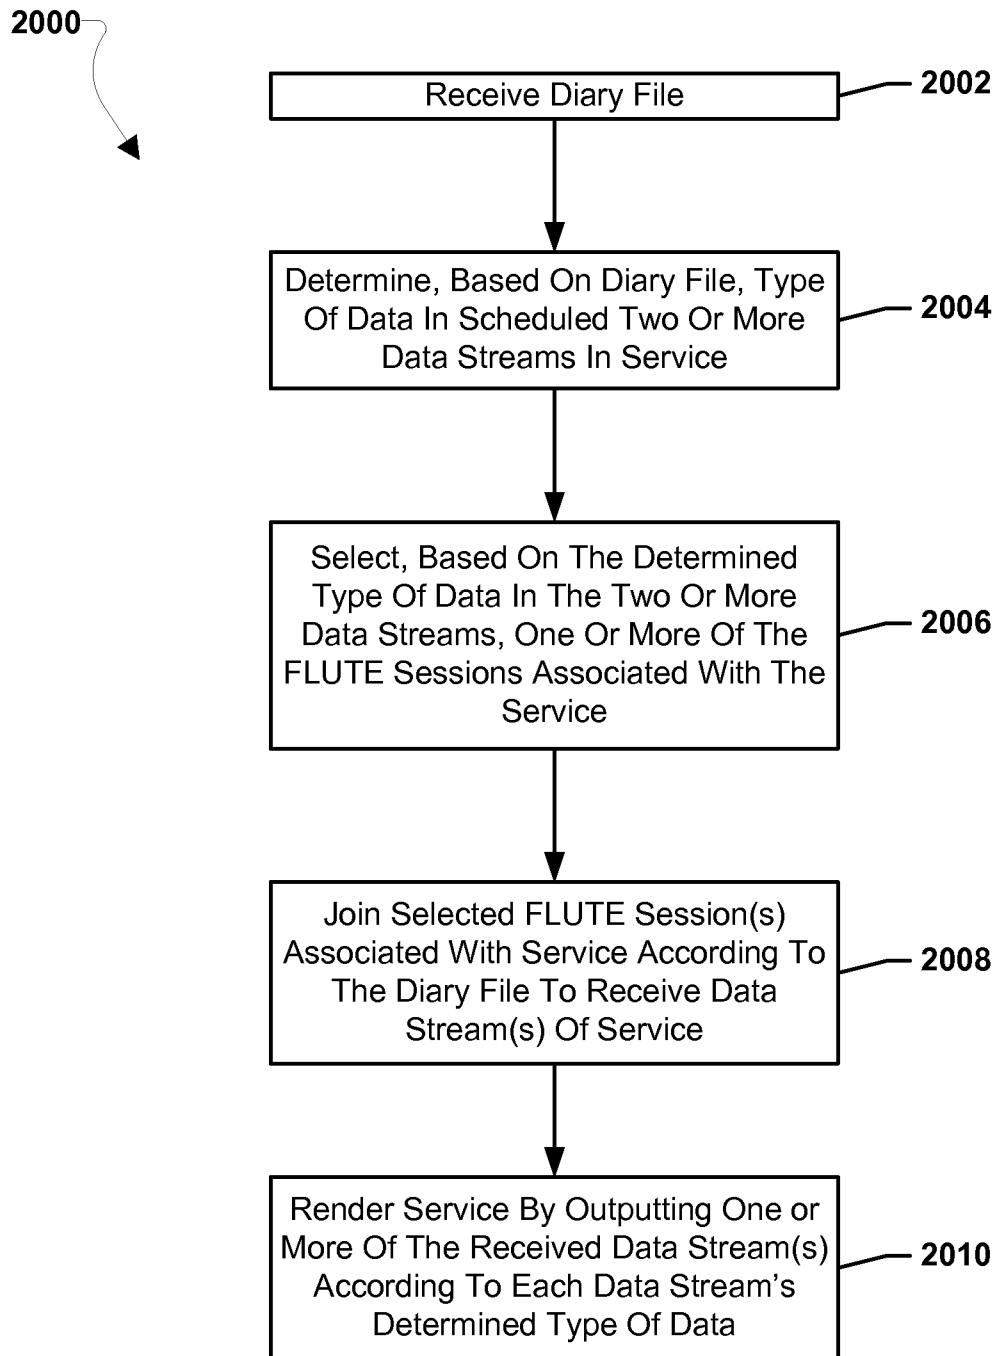 2000
Receive Diary File
2002
Determine, Based On Diary File, Type
Of Data In Scheduled Two Or More
Data Streams In Service
2004
Select, Based On The Determined
Type Of Data In The Two Or More
Data Streams, One Or More Of The
FLUTE Sessions Associated With The
Service
2006
Join Selected FLUTE Session(s)
Associated With Service According To
The Diary File To Receive Data
Stream(s) Of Service
2008
Render Service By Outputting One or
More Of The Received Data Stream(s)
According To Each Data Stream's
Determined Type Of Data
2010